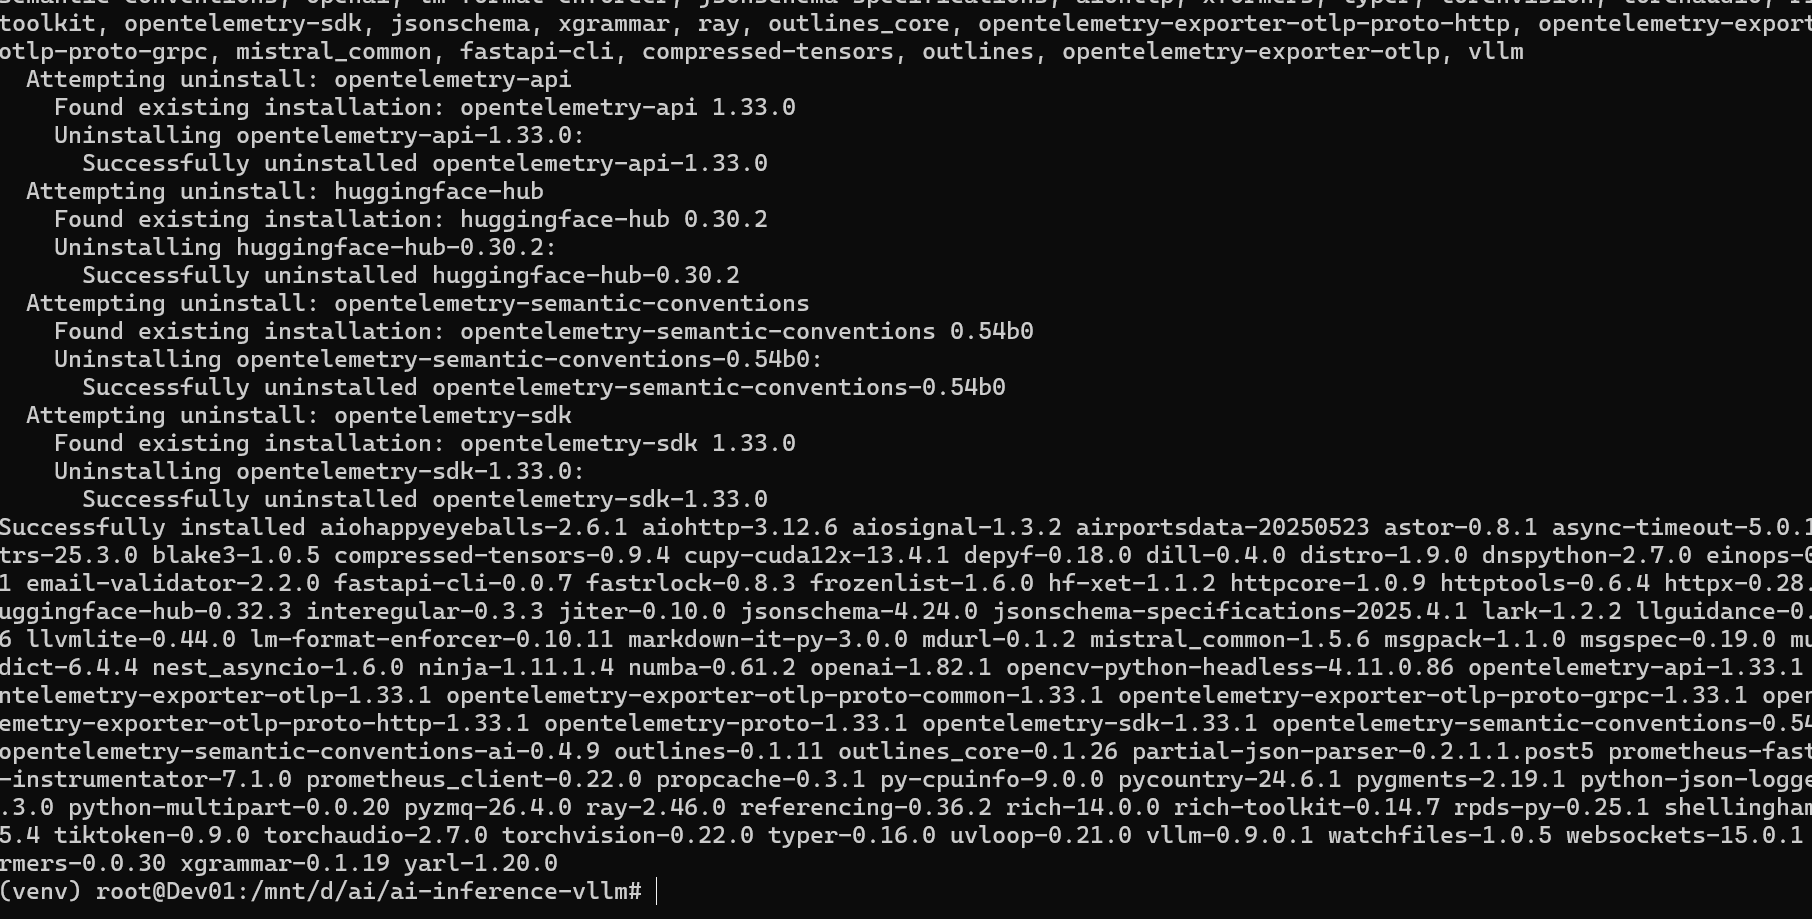 toolkit, opentelemetry-sdk, jsonschema, xgrammar, ray, outlines_core, opentelemetry-exporter-otlp-proto-http, opentelemetry-export
otlp-proto-grpc, mistral_common, fastapi-cli, compressed-tensors, outlines, opentelemetry-exporter-otlp, vllm
  Attempting uninstall: opentelemetry-api
    Found existing installation: opentelemetry-api 1.33.0
    Uninstalling opentelemetry-api-1.33.0:
      Successfully uninstalled opentelemetry-api-1.33.0
  Attempting uninstall: huggingface-hub
    Found existing installation: huggingface-hub 0.30.2
    Uninstalling huggingface-hub-0.30.2:
      Successfully uninstalled huggingface-hub-0.30.2
  Attempting uninstall: opentelemetry-semantic-conventions
    Found existing installation: opentelemetry-semantic-conventions 0.54b0
    Uninstalling opentelemetry-semantic-conventions-0.54b0:
      Successfully uninstalled opentelemetry-semantic-conventions-0.54b0
  Attempting uninstall: opentelemetry-sdk
    Found existing installation: opentelemetry-sdk 1.33.0
    Uninstalling opentelemetry-sdk-1.33.0:
      Successfully uninstalled opentelemetry-sdk-1.33.0
Successfully installed aiohappyeyeballs-2.6.1 aiohttp-3.12.6 aiosignal-1.3.2 airportsdata-20250523 astor-0.8.1 async-timeout-5.0.1
trs-25.3.0 blake3-1.0.5 compressed-tensors-0.9.4 cupy-cuda12x-13.4.1 depyf-0.18.0 dill-0.4.0 distro-1.9.0 dnspython-2.7.0 einops-0
1 email-validator-2.2.0 fastapi-cli-0.0.7 fastrlock-0.8.3 frozenlist-1.6.0 hf-xet-1.1.2 httpcore-1.0.9 httptools-0.6.4 httpx-0.28.
uggingface-hub-0.32.3 interegular-0.3.3 jiter-0.10.0 jsonschema-4.24.0 jsonschema-specifications-2025.4.1 lark-1.2.2 llguidance-0.
6 llvmlite-0.44.0 lm-format-enforcer-0.10.11 markdown-it-py-3.0.0 mdurl-0.1.2 mistral_common-1.5.6 msgpack-1.1.0 msgspec-0.19.0 mu
dict-6.4.4 nest_asyncio-1.6.0 ninja-1.11.1.4 numba-0.61.2 openai-1.82.1 opencv-python-headless-4.11.0.86 opentelemetry-api-1.33.1
ntelemetry-exporter-otlp-1.33.1 opentelemetry-exporter-otlp-proto-common-1.33.1 opentelemetry-exporter-otlp-proto-grpc-1.33.1 open
emetry-exporter-otlp-proto-http-1.33.1 opentelemetry-proto-1.33.1 opentelemetry-sdk-1.33.1 opentelemetry-semantic-conventions-0.54
opentelemetry-semantic-conventions-ai-0.4.9 outlines-0.1.11 outlines_core-0.1.26 partial-json-parser-0.2.1.1.post5 prometheus-fast
-instrumentator-7.1.0 prometheus_client-0.22.0 propcache-0.3.1 py-cpuinfo-9.0.0 pycountry-24.6.1 pygments-2.19.1 python-json-logge
.3.0 python-multipart-0.0.20 pyzmq-26.4.0 ray-2.46.0 referencing-0.36.2 rich-14.0.0 rich-toolkit-0.14.7 rpds-py-0.25.1 shellingham
5.4 tiktoken-0.9.0 torchaudio-2.7.0 torchvision-0.22.0 typer-0.16.0 uvloop-0.21.0 vllm-0.9.0.1 watchfiles-1.0.5 websockets-15.0.1
rmers-0.0.30 xgrammar-0.1.19 yarl-1.20.0
(venv) root@Dev01:/mnt/d/ai/ai-inference-vllm#